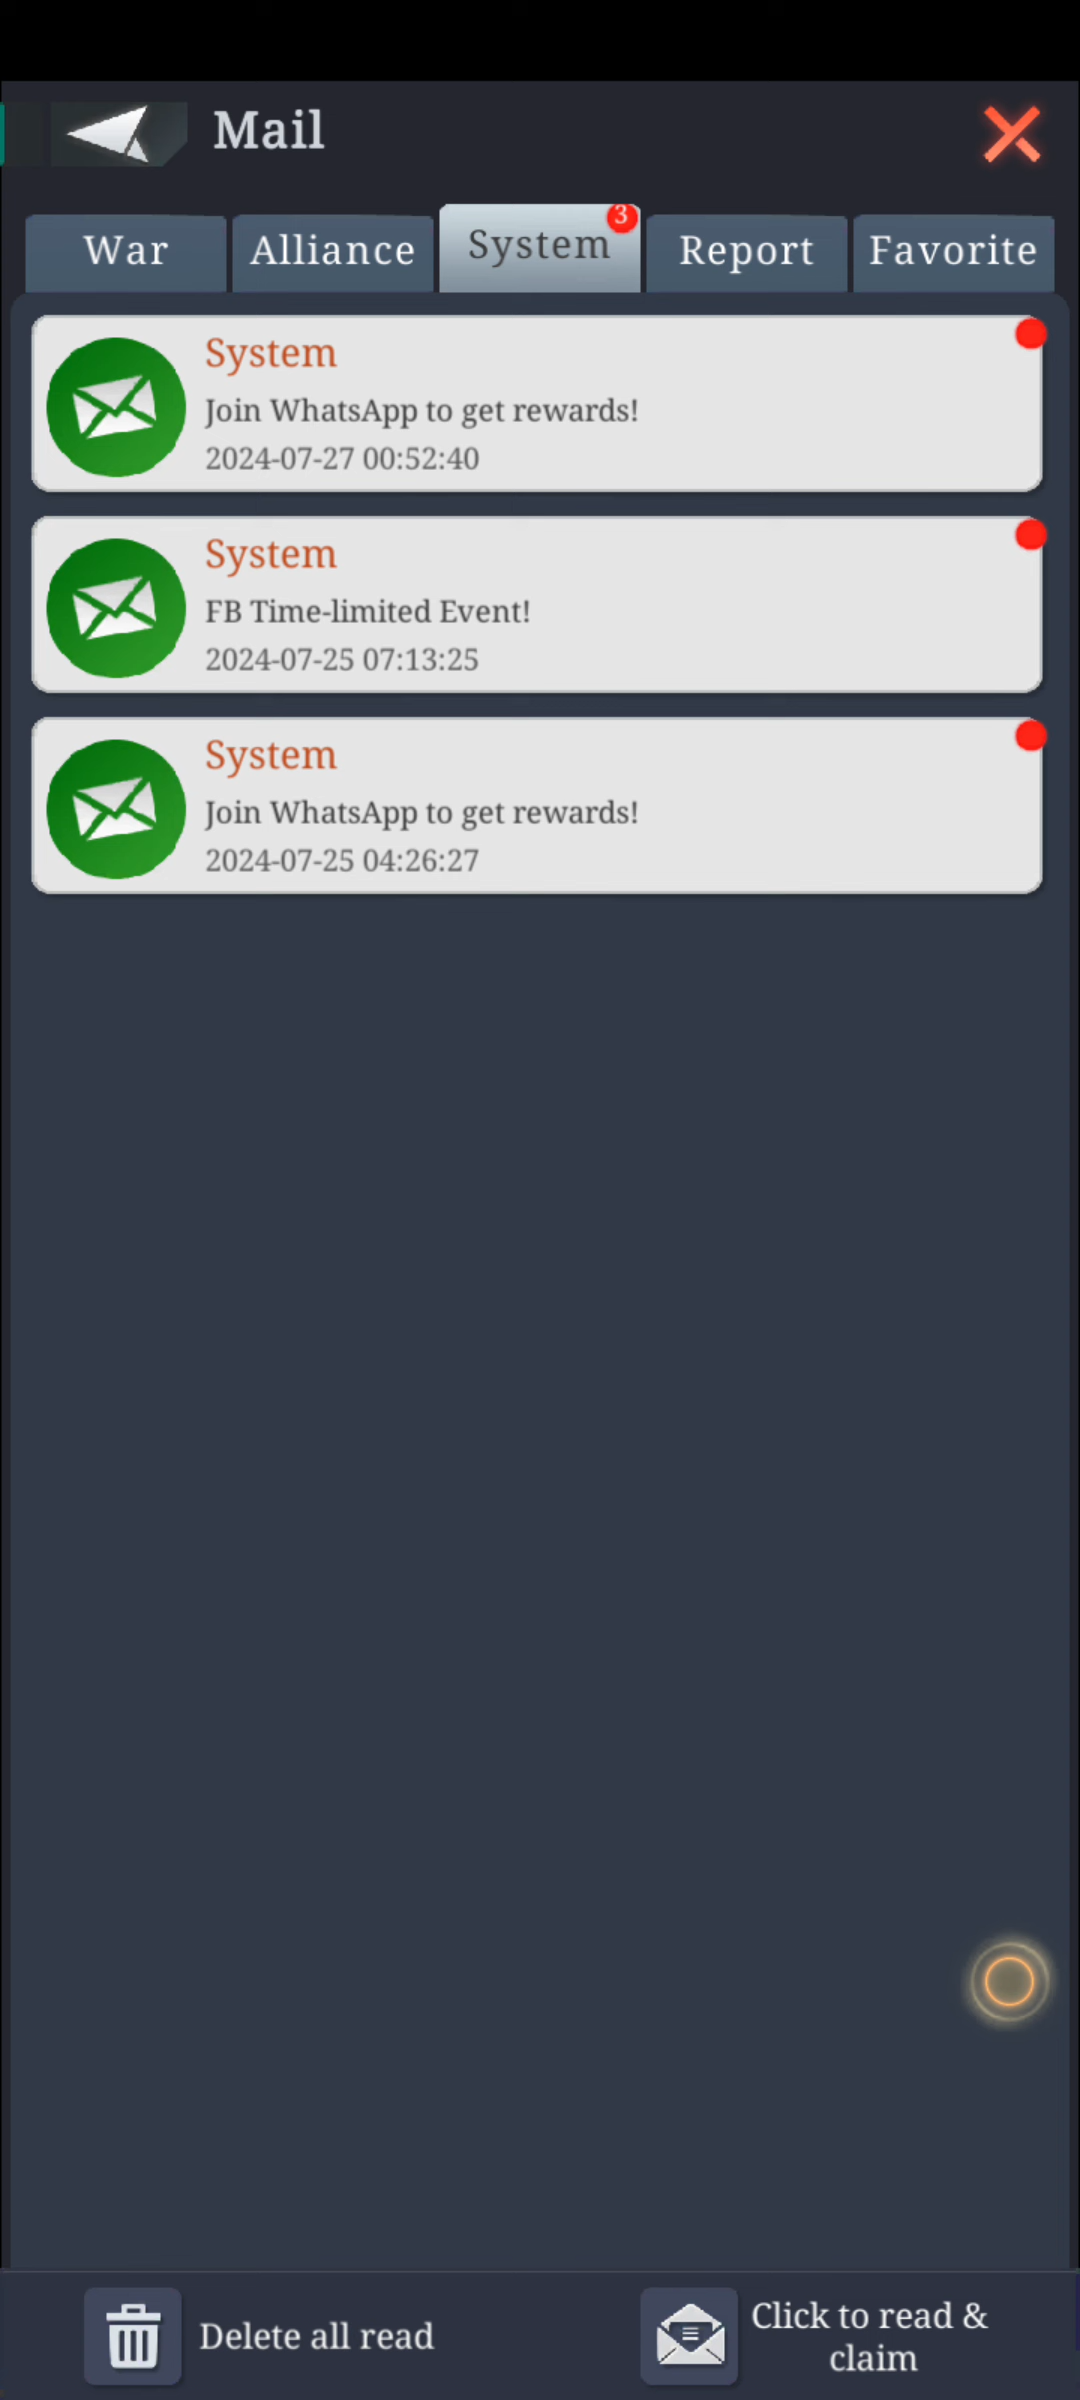 Mail
War
Alliance
System
3
Report
Favorite
System
Join WhatsApp to get rewards!
2024-07-27 00:52:40
System
FB Time-limited Event!
2024-07-25 07:13:25
System
Join WhatsApp to get rewards!
2024-07-25 04:26:27
Delete all read
Click to read &
claim